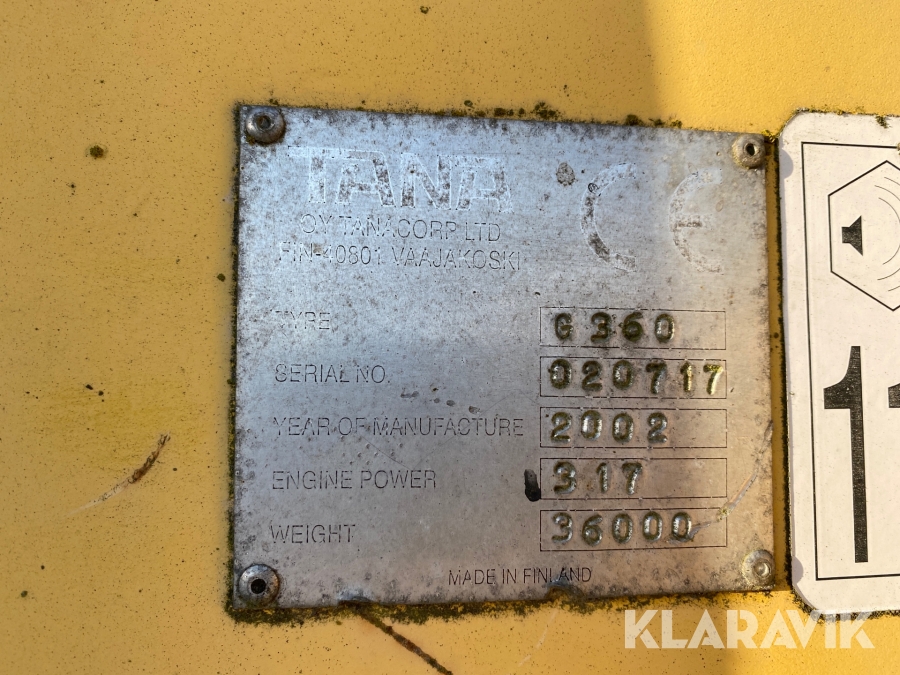 TANA
CE
OY TANACORP LTD
FIN-40801 VAAJAKOSKI
TYPE G 360
SERIAL NO. 020717
YEAR OF MANUFACTURE 2002
ENGINE POWER 317
WEIGHT 36000
MADE IN FINLAND
11
KLARAVIK